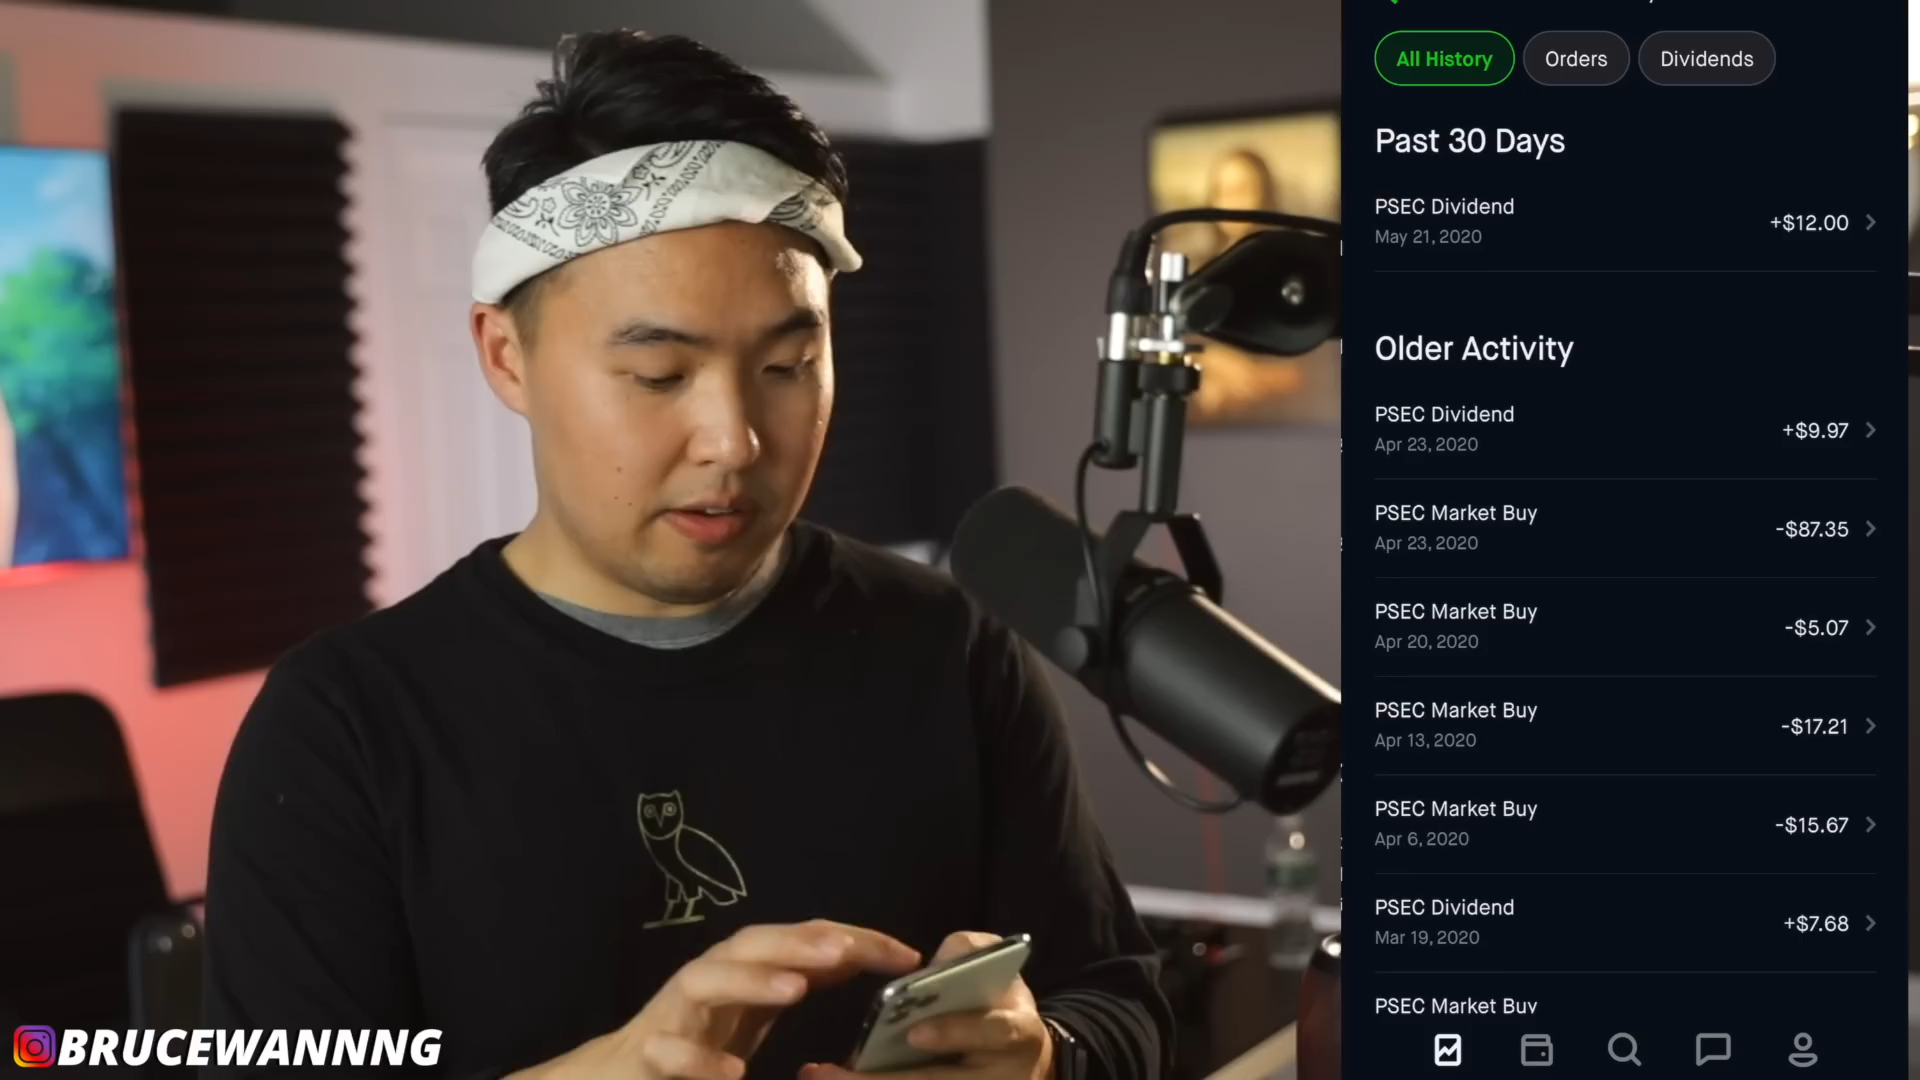 All History
Orders
Dividends
Past 30 Days
PSEC Dividend
+$12.00
May 21, 2020
Older Activity
PSEC Dividend
+$9.97
Apr 23, 2020
PSEC Market Buy
-$87.35
Apr 23, 2020
PSEC Market Buy
-$5.07
Apr 20, 2020
PSEC Market Buy
-$17.21
Apr 13, 2020
PSEC Market Buy
-$15.67
Apr 6, 2020
PSEC Dividend
+$7.68
Mar 19, 2020
PSEC Market Buy
BRUCEWANNNG